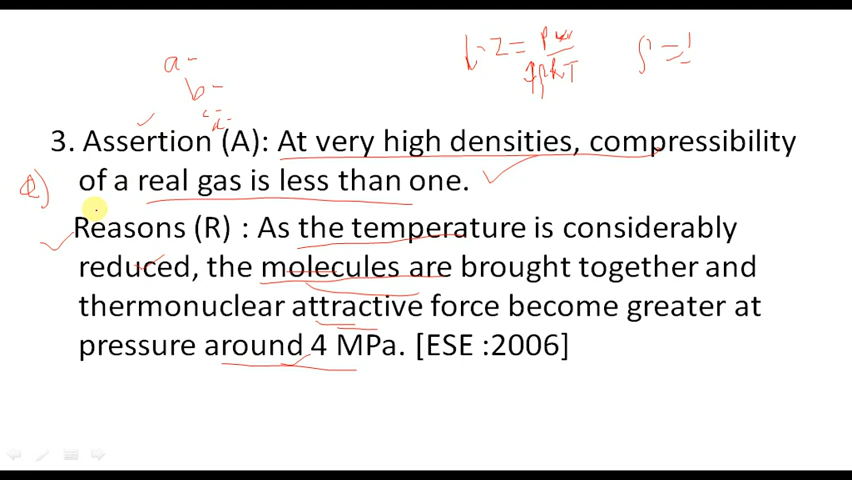 a -
b -
c -
d -
Z = 
3. Assertion (A): At very high densities, compressibility
of a real gas is less than one.
Reasons (R) : As the temperature is considerably
reduced, the molecules are brought together and
thermonuclear attractive force become greater at
pressure around 4 MPa. [ESE :2006]